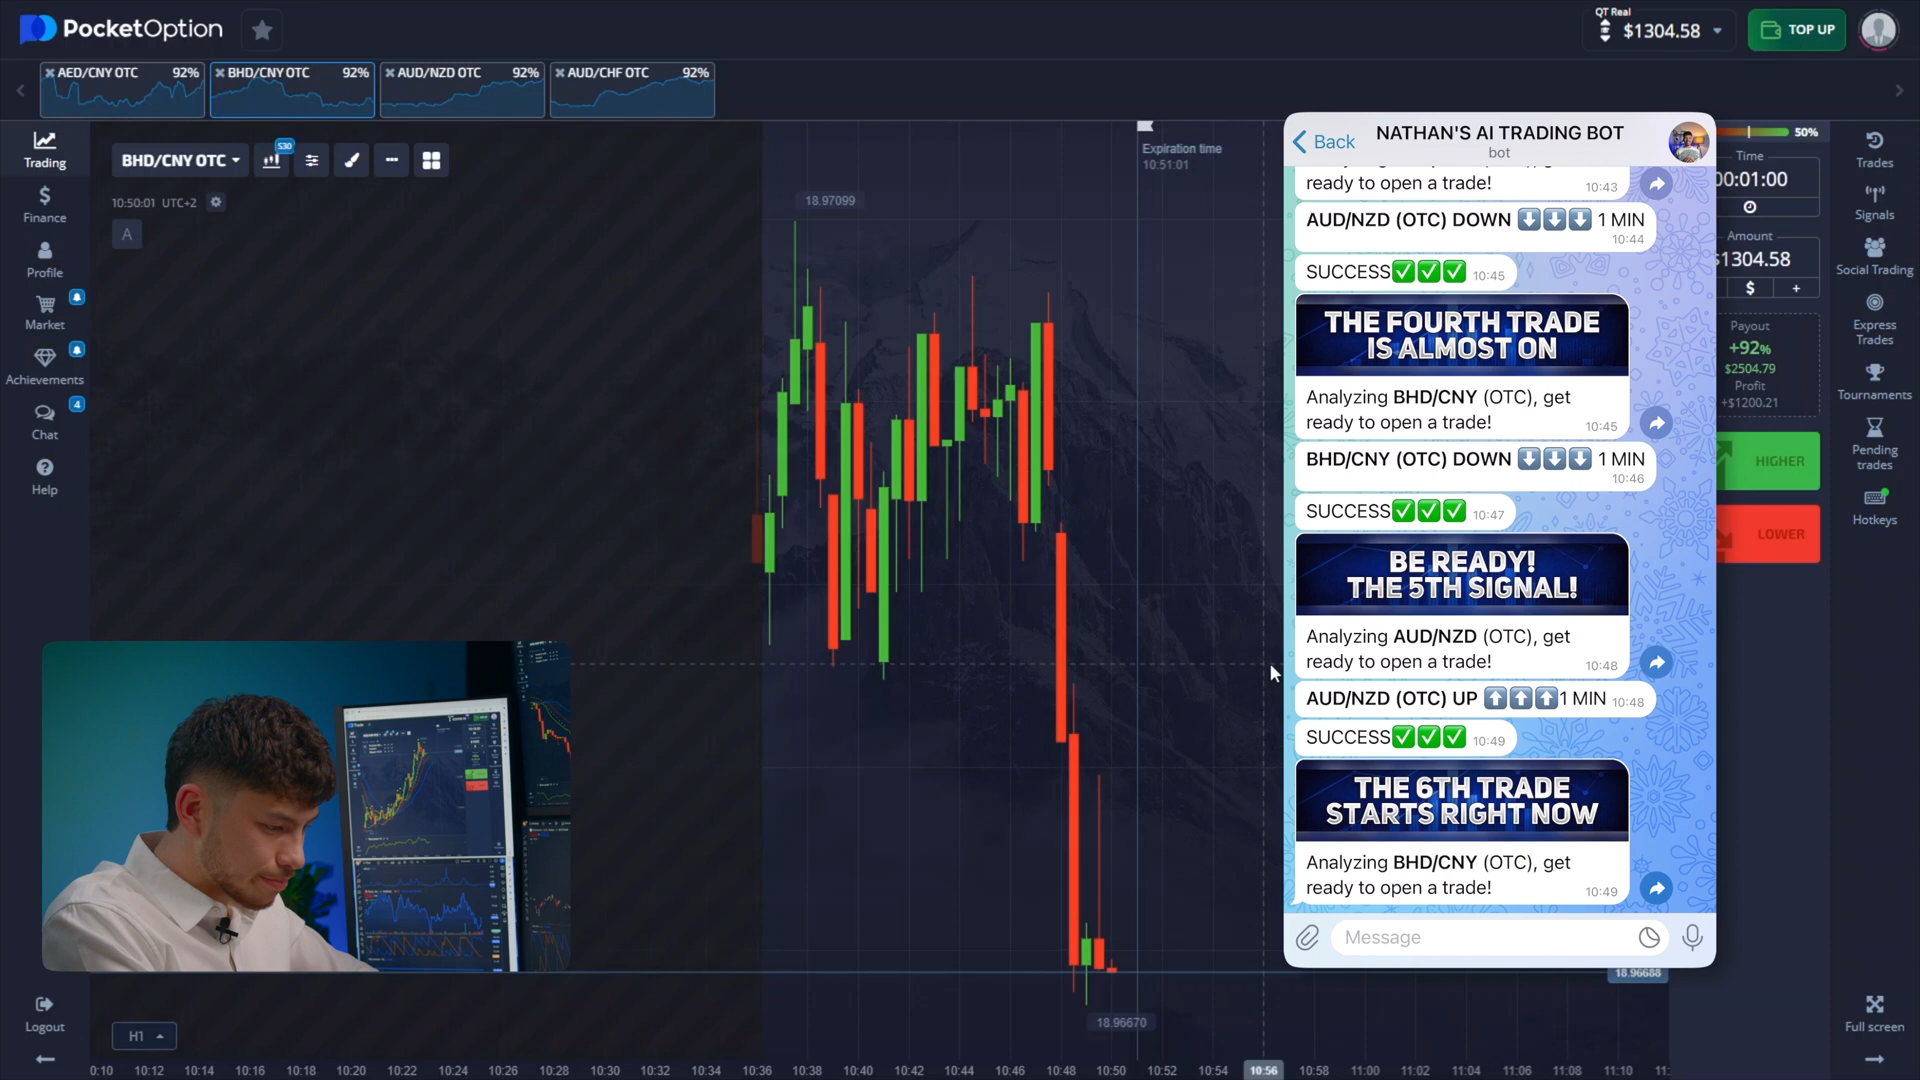 PocketOption
QT Real
$1304.58
TOP UP
AED/CNY OTC 92%
BHD/CNY OTC 92%
AUD/NZD OTC 92%
AUD/CHF OTC 92%
Trading
Finance
Profile
Market
Achievements
4
Chat
Help
Logout
BHD/CNY OTC
S30
10:50:01 UTC+2
A
18.97099
Expiration time
10:51:01
18.96670
18.96688
H1
0:10 10:12 10:14 10:16 10:18 10:20 10:22 10:24 10:26 10:28 10:30 10:32 10:34 10:36 10:38 10:40 10:42 10:44 10:46 10:48 10:50 10:52 10:54 10:56 10:58 11:00 11:02 11:04 11:06 11:08 11:10 11:
Back
NATHAN'S AI TRADING BOT
bot
ready to open a trade! 10:43
AUD/NZD (OTC) DOWN ⬇️⬇️⬇️ 1 MIN
10:44
SUCCESS✅✅✅ 10:45
THE FOURTH TRADE
IS ALMOST ON
Analyzing BHD/CNY (OTC), get
ready to open a trade! 10:45
BHD/CNY (OTC) DOWN ⬇️⬇️⬇️ 1 MIN
10:46
SUCCESS✅✅✅ 10:47
BE READY!
THE 5TH SIGNAL!
Analyzing AUD/NZD (OTC), get
ready to open a trade! 10:48
AUD/NZD (OTC) UP ⬆️⬆️⬆️1 MIN 10:48
SUCCESS✅✅✅ 10:49
THE 6TH TRADE
STARTS RIGHT NOW
Analyzing BHD/CNY (OTC), get
ready to open a trade! 10:49
Message
50%
Time
00:01:00
Amount
$1304.58
$ +
Payout
+92%
$2504.79
Profit
+$1200.21
HIGHER
LOWER
Trades
Signals
Social Trading
Express
Trades
Tournaments
Pending
trades
Hotkeys
Full screen